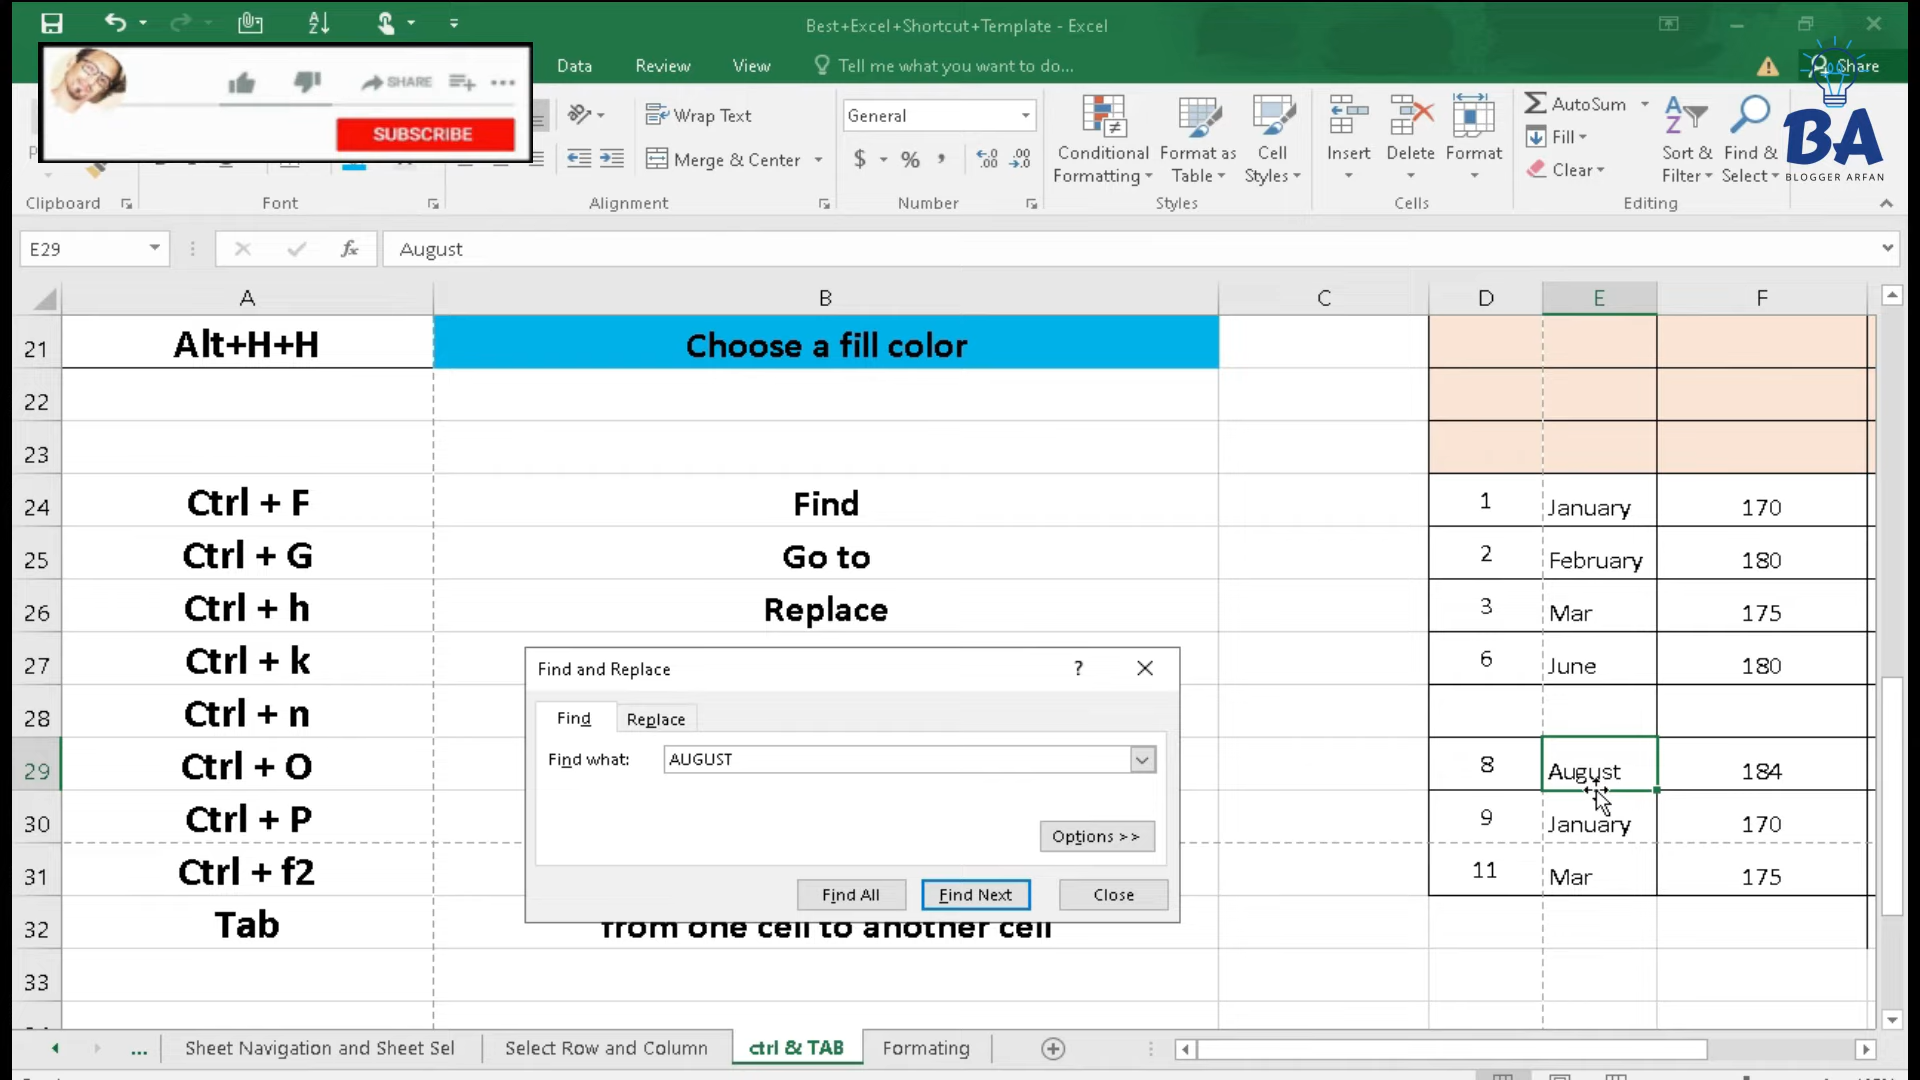 Best+Excel+Shortcut+Template - Excel
SHARE
SUBSCRIBE
Data Review View Tell me what you want to do... Share
Wrap Text General AutoSum
Merge & Center $ % , Fill
Conditional Formatting Format as Table Cell Styles Insert Delete Format Clear Sort & Filter Find & Select
BA
BLOGGER ARFAN
Clipboard Font Alignment Number Styles Cells Editing
E29 fx August
A B C D E F
21 Alt+H+H Choose a fill color
22
23
24 Ctrl + F Find 1 January 170
25 Ctrl + G Go to 2 February 180
26 Ctrl + h Replace 3 Mar 175
27 Ctrl + k 6 June 180
28 Ctrl + n
29 Ctrl + O 8 August 184
30 Ctrl + P 9 January 170
31 Ctrl + f2 11 Mar 175
32 Tab from one cell to another cell
33
Find and Replace ?
Find Replace
Find what: AUGUST
Options >>
Find All Find Next Close
... Sheet Navigation and Sheet Sel Select Row and Column ctrl & TAB Formating